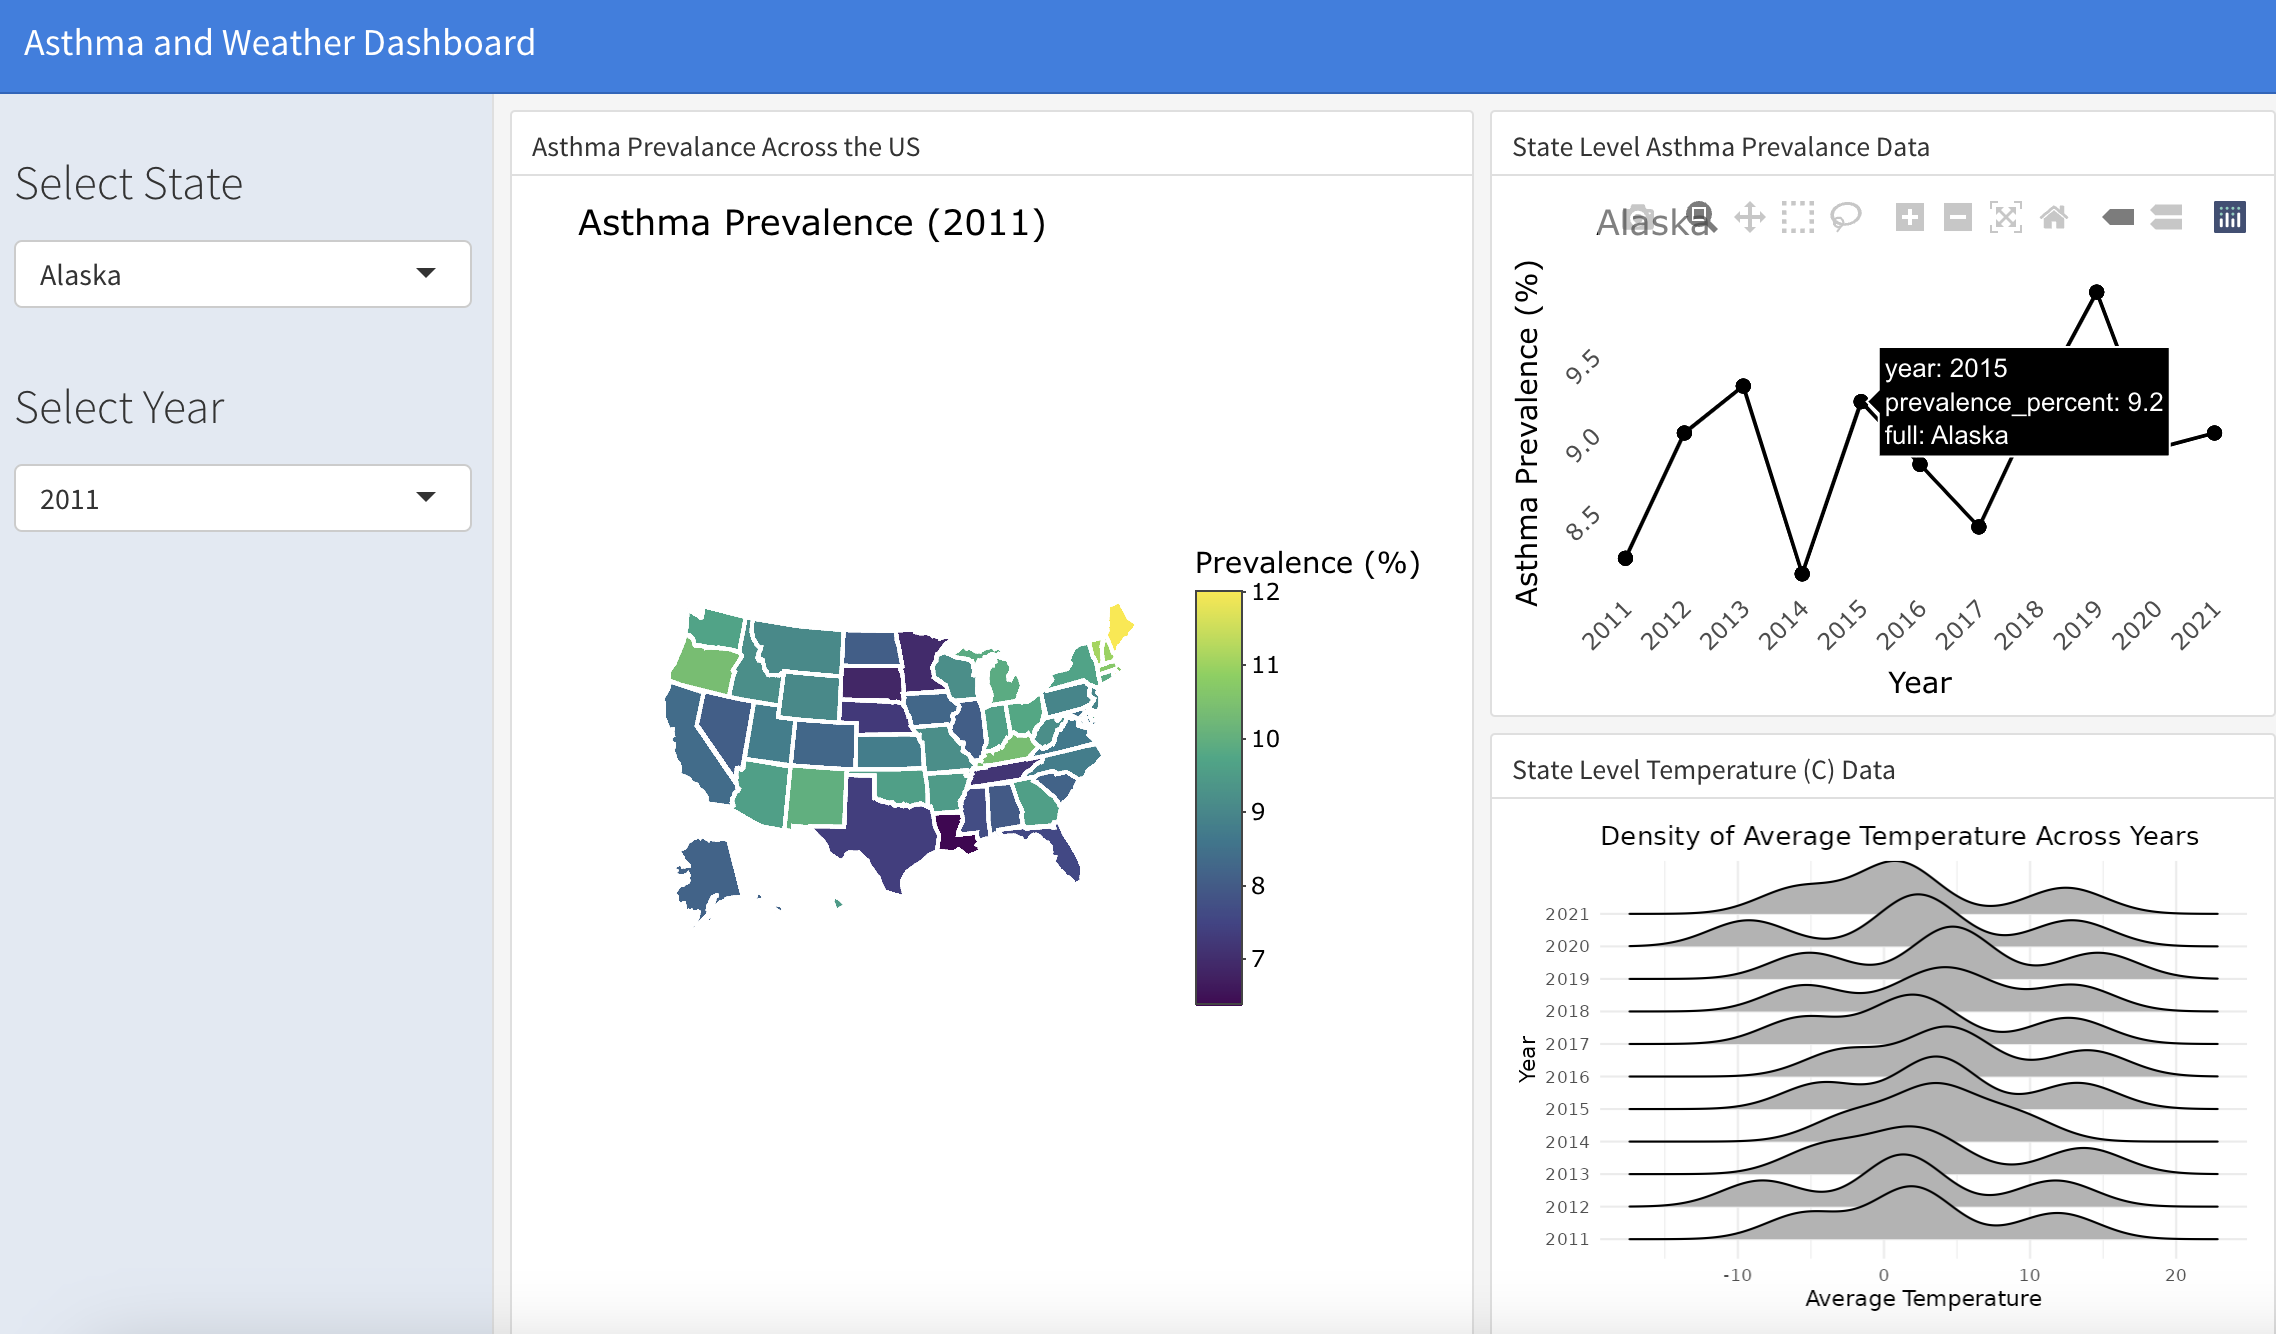 Asthma and Weather Dashboard
Select State
Alaska
Select Year
2011
Asthma Prevalance Across the US
Asthma Prevalence (2011)
Prevalence (%)
12
11
10
9
8
7
State Level Asthma Prevalance Data
Alaska
Asthma Prevalence (%)
9.5
9.0
8.5
year: 2015
prevalence_percent: 9.2
full: Alaska
2011 2012 2013 2014 2015 2016 2017 2018 2019 2020 2021
Year
State Level Temperature (C) Data
Density of Average Temperature Across Years
Year
2021
2020
2019
2018
2017
2016
2015
2014
2013
2012
2011
-10 0 10 20
Average Temperature